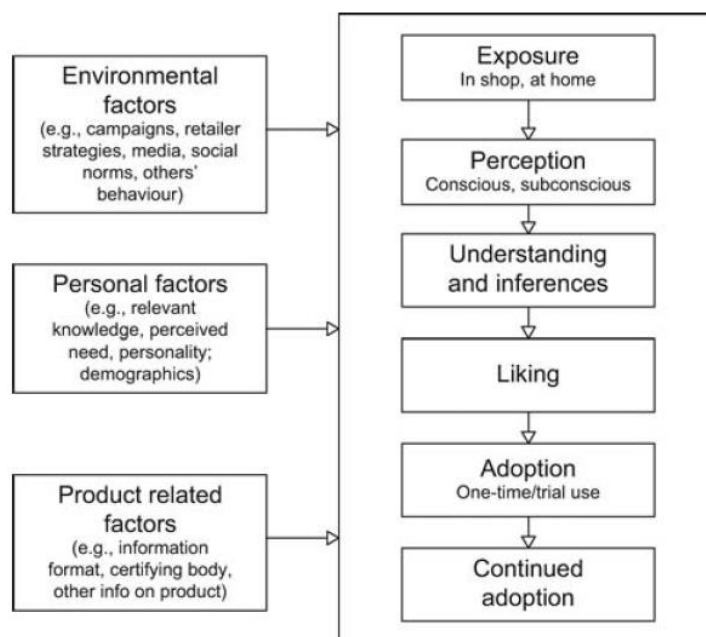 Environmental
factors
(e.g., campaigns, retailer
strategies, media, social
norms, others'
behaviour)
Personal factors
(e.g., relevant
knowledge, perceived
need, personality;
demographics)
Product related
factors
(e.g., information
format, certifying body,
other info on product)
Exposure
In shop, at home
Perception
Conscious, subconscious
Understanding
and inferences
Liking
Adoption
One-time/trial use
Continued
adoption